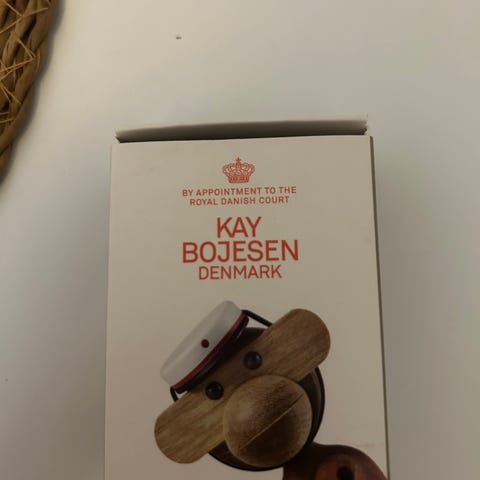 BY APPOINTMENT TO THE
ROYAL DANISH COURT
KAY
BOJESEN
DENMARK